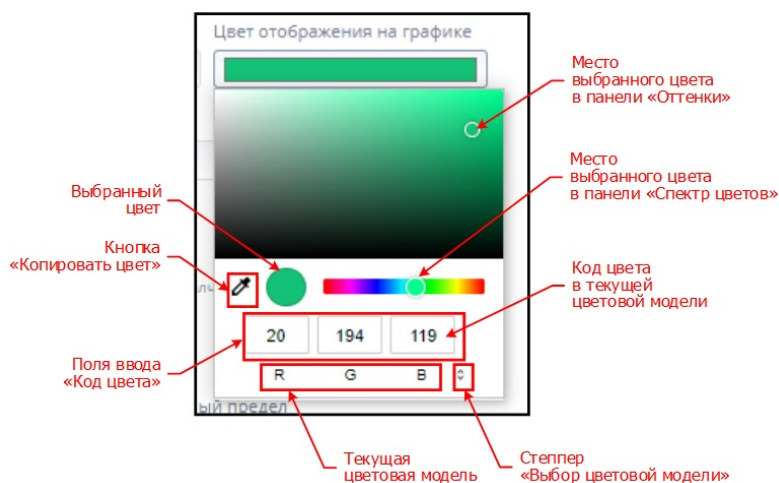 Цвет отображения на графике
Место
выбранного цвета
в панели «Оттенки»
Место
выбранного цвета
в панели «Спектр цветов»
Выбранный
цвет
Кнопка
«Копировать цвет»
Код цвета
в текущей
цветовой модели
20 194 119
Поля ввода
«Код цвета»
R G B
ый предел
Текущая
цветовая модель
Степпер
«Выбор цветовой модели»